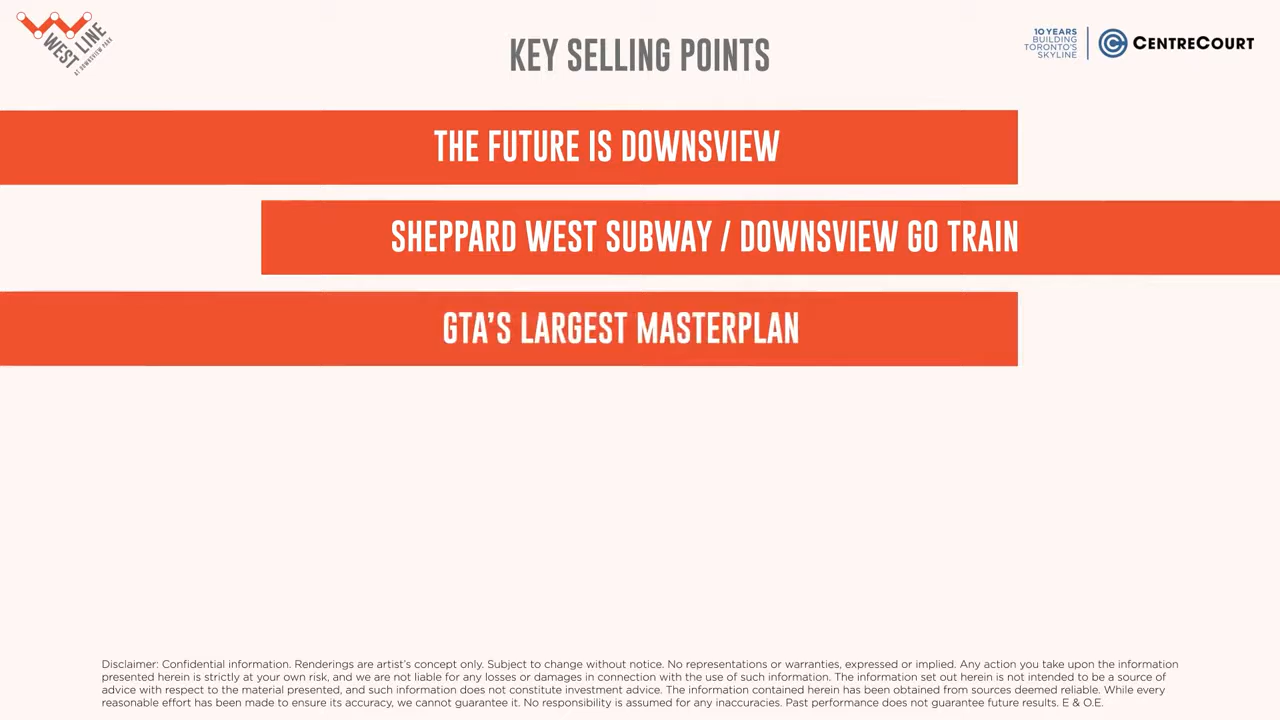 WEST LINE
AT DOWNSVIEW PARK
KEY SELLING POINTS
10 YEARS
BUILDING
TORONTO'S
SKYLINE
CENTRECOURT
THE FUTURE IS DOWNSVIEW
SHEPPARD WEST SUBWAY / DOWNSVIEW GO TRAIN
GTA'S LARGEST MASTERPLAN
Disclaimer: Confidential information. Renderings are artist's concept only. Subject to change without notice. No representations or warranties, expressed or implied. Any action you take upon the information
presented herein is strictly at your own risk, and we are not liable for any losses or damages in connection with the use of such information. The information set out herein is not intended to be a source of
advice with respect to the material presented, and such information does not constitute investment advice. The information contained herein has been obtained from sources deemed reliable. While every
reasonable effort has been made to ensure its accuracy, we cannot guarantee it. No responsibility is assumed for any inaccuracies. Past performance does not guarantee future results. E & O.E.